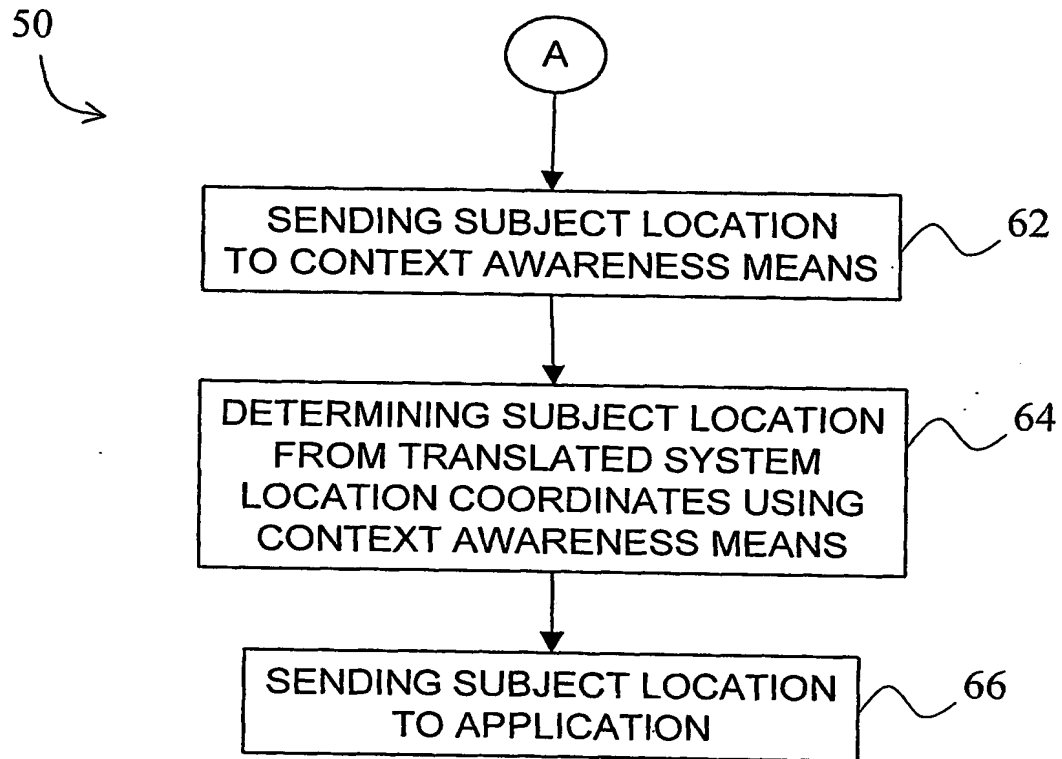 50
A
SENDING SUBJECT LOCATION
TO CONTEXT AWARENESS MEANS
62
DETERMINING SUBJECT LOCATION
FROM TRANSLATED SYSTEM
LOCATION COORDINATES USING
CONTEXT AWARENESS MEANS
64
SENDING SUBJECT LOCATION
TO APPLICATION
66